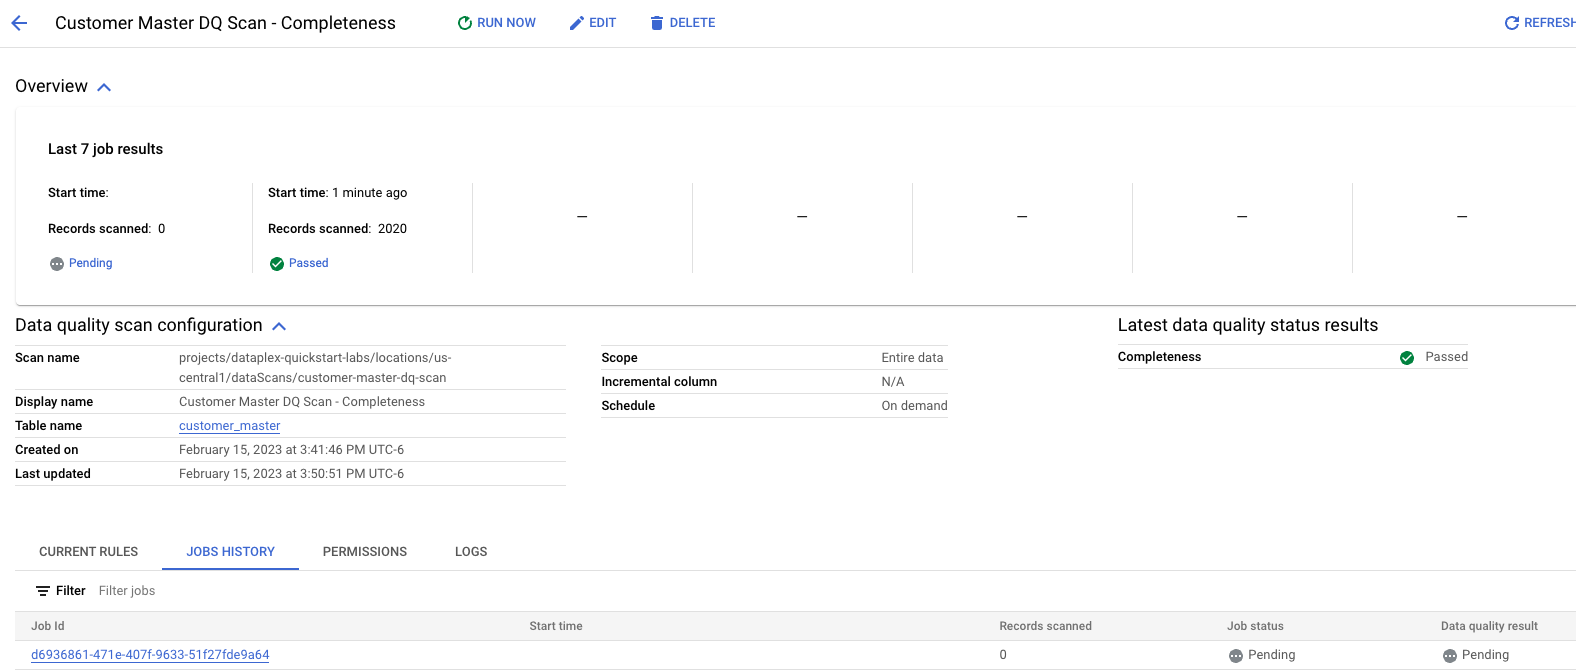 Customer Master DQ Scan - Completeness RUN NOW EDIT DELETE REFRESH
Overview
Last 7 job results
Start time:
Records scanned: 0
Pending
Start time: 1 minute ago
Records scanned: 2020
Passed
—
—
—
—
—
Data quality scan configuration
Scan name projects/dataplex-quickstart-labs/locations/us-
central1/dataScans/customer-master-dq-scan
Display name Customer Master DQ Scan - Completeness
Table name customer_master
Created on February 15, 2023 at 3:41:46 PM UTC-6
Last updated February 15, 2023 at 3:50:51 PM UTC-6
Scope Entire data
Incremental column N/A
Schedule On demand
Latest data quality status results
Completeness Passed
CURRENT RULES JOBS HISTORY PERMISSIONS LOGS
Filter Filter jobs
Job Id Start time Records scanned Job status Data quality result
d6936861-471e-407f-9633-51f27fde9a64 0 Pending Pending